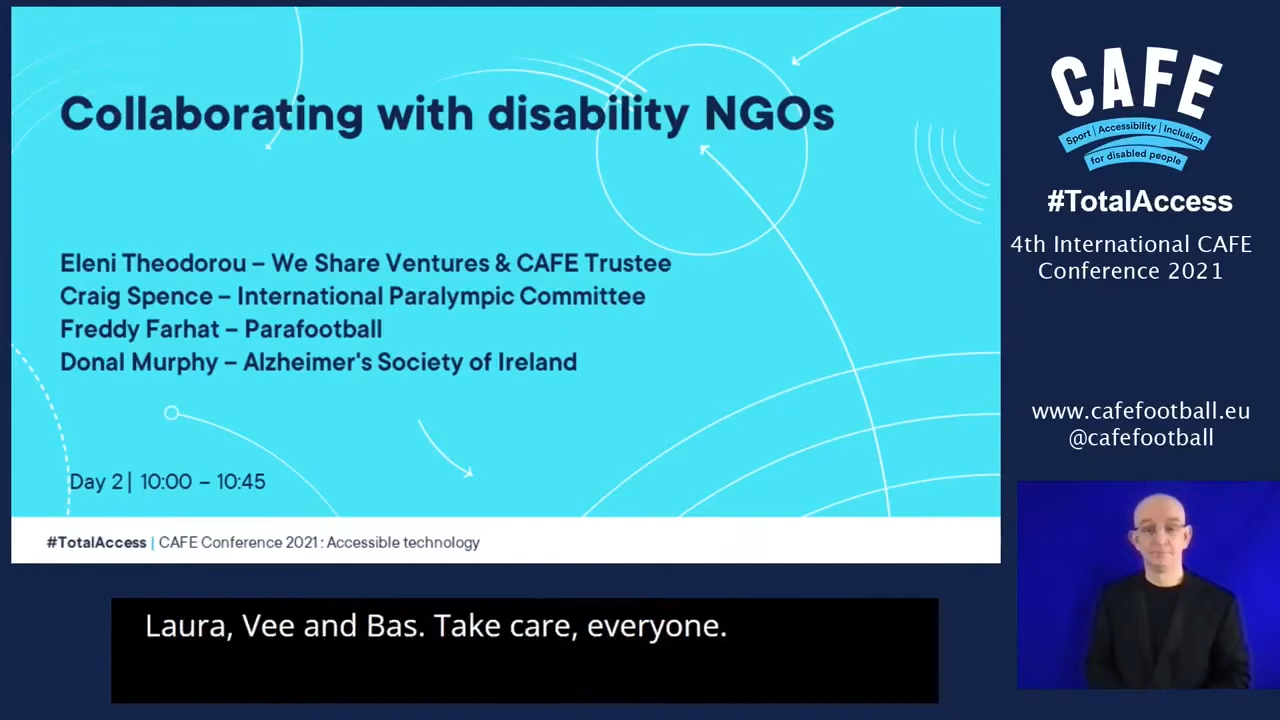 Collaborating with disability NGOs
Eleni Theodorou – We Share Ventures & CAFE Trustee
Craig Spence – International Paralympic Committee
Freddy Farhat – Parafootball
Donal Murphy – Alzheimer's Society of Ireland
Day 2| 10:00 – 10:45
#TotalAccess | CAFE Conference 2021: Accessible technology
CAFE
Sport | Accessibility | Inclusion
for disabled people
#TotalAccess
4th International CAFE
Conference 2021
www.cafefootball.eu
@cafefootball
Laura, Vee and Bas. Take care, everyone.